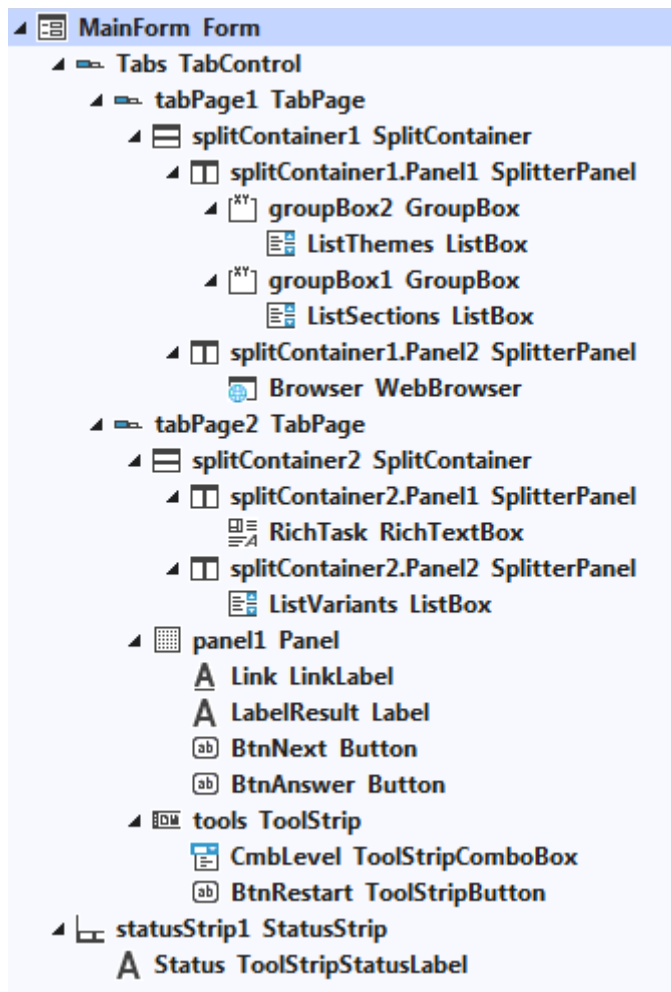 MainForm Form
Tabs TabControl
tabPage1 TabPage
splitContainer1 SplitContainer
splitContainer1.Panel1 SplitterPanel
groupBox2 GroupBox
ListThemes ListBox
groupBox1 GroupBox
ListSections ListBox
splitContainer1.Panel2 SplitterPanel
Browser WebBrowser
tabPage2 TabPage
splitContainer2 SplitContainer
splitContainer2.Panel1 SplitterPanel
RichTask RichTextBox
splitContainer2.Panel2 SplitterPanel
ListVariants ListBox
panel1 Panel
Link LinkLabel
LabelResult Label
BtnNext Button
BtnAnswer Button
tools ToolStrip
CmbLevel ToolStripComboBox
BtnRestart ToolStripButton
statusStrip1 StatusStrip
Status ToolStripStatusLabel